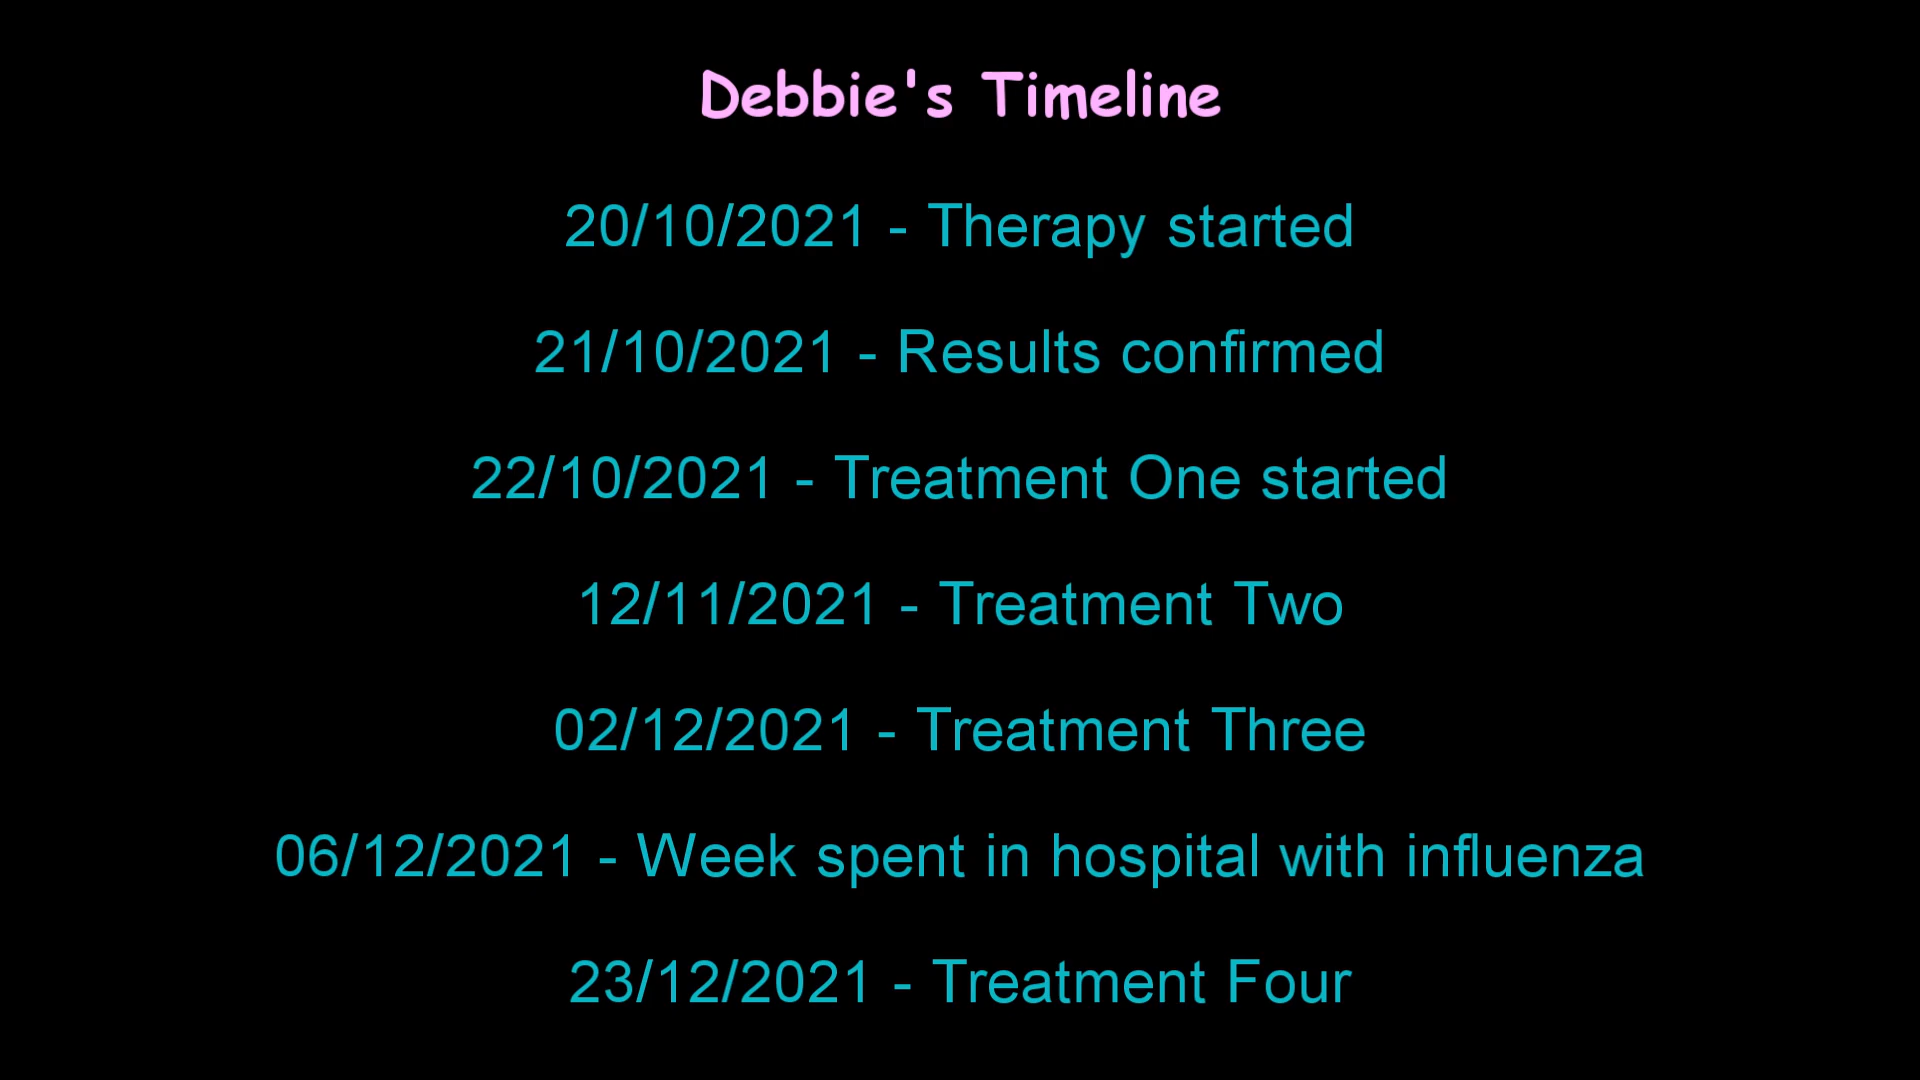 Debbie's Timeline
20/10/2021 - Therapy started
21/10/2021 - Results confirmed
22/10/2021 - Treatment One started
12/11/2021 - Treatment Two
02/12/2021 - Treatment Three
06/12/2021 - Week spent in hospital with influenza
23/12/2021 - Treatment Four